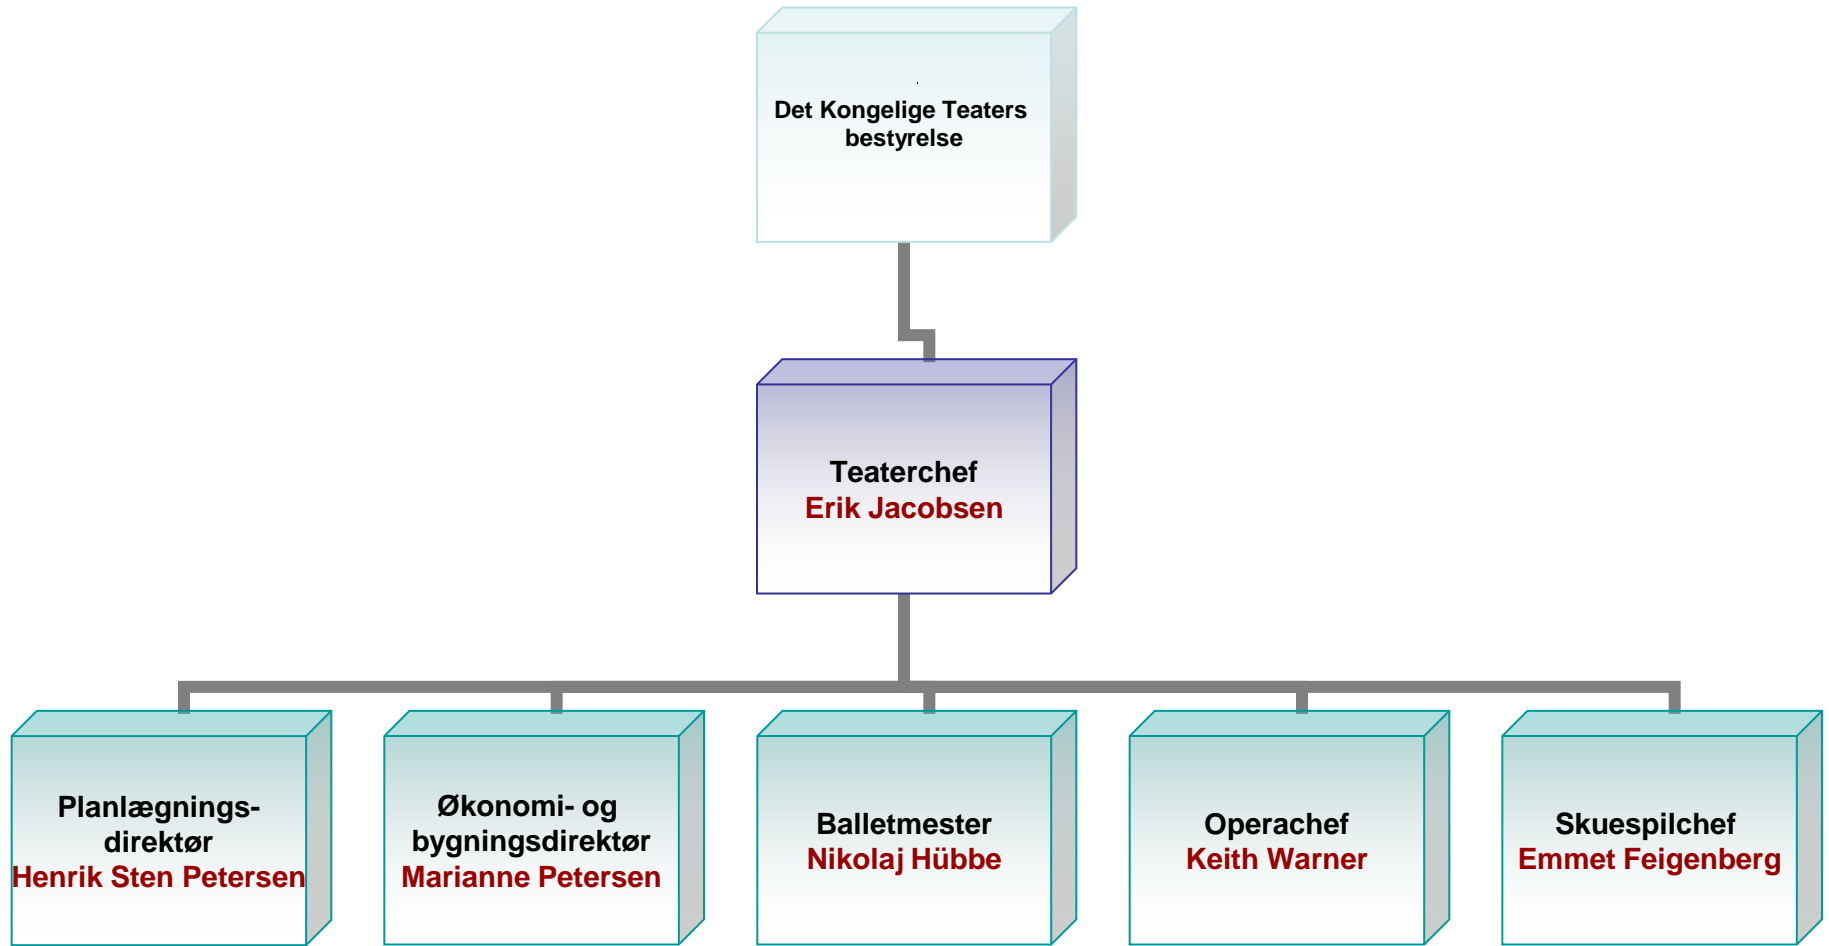 Det Kongelige Teaters
bestyrelse
Teaterchef
Erik Jacobsen
Planlægnings-
direktør
Henrik Sten Petersen
Økonomi- og
bygningsdirektør
Marianne Petersen
Balletmester
Nikolaj Hübbe
Operachef
Keith Warner
Skuespilchef
Emmet Feigenberg